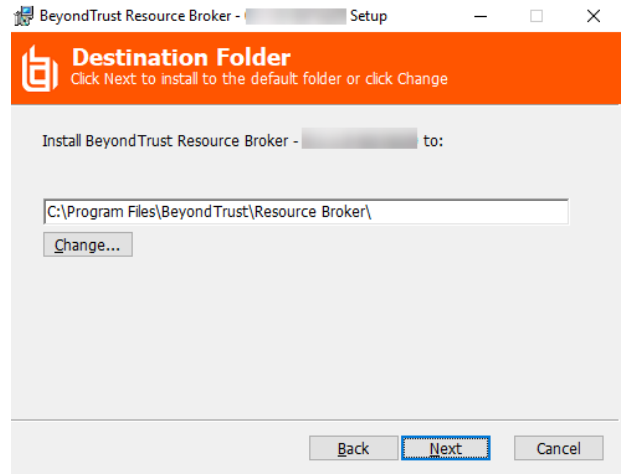 BeyondTrust Resource Broker - Setup
Destination Folder
Click Next to install to the default folder or click Change
Install BeyondTrust Resource Broker - to:
C:\Program Files\BeyondTrust\Resource Broker\
Change...
Back Next Cancel